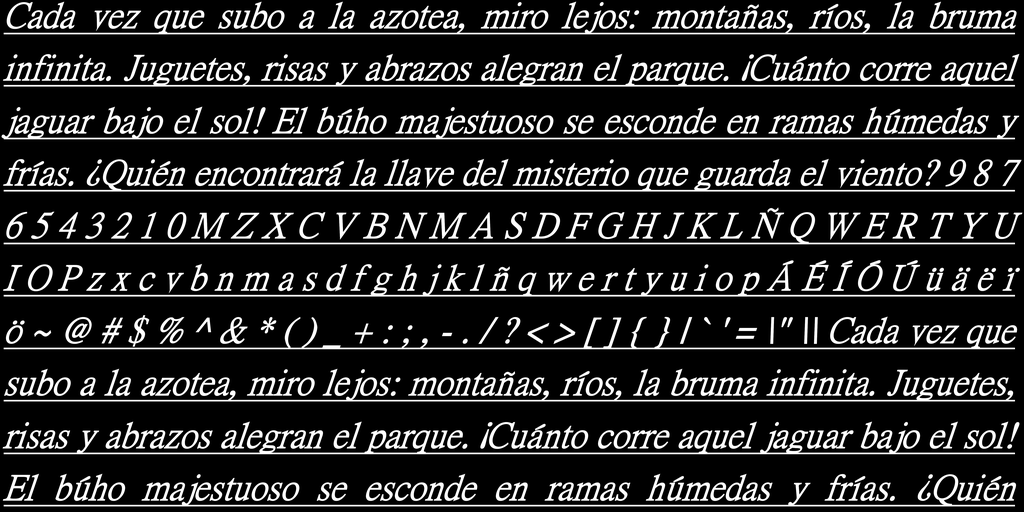 Cada vez que subo a la azotea, miro lejos: montañas, ríos, la bruma
infinita. Juguetes, risas y abrazos alegran el parque. ¡Cuánto corre aquel
jaguar bajo el sol! El búho majestuoso se esconde en ramas húmedas y
frías. ¿Quién encontrará la llave del misterio que guarda el viento? 9 8 7
6 5 4 3 2 1 0 M Z X C V B N M A S D F G H J K L Ñ Q W E R T Y U
I O P z x c v b n m a s d f g h j k l ñ q w e r t y u i o p Á É Í Ó Ú ü ä ë ï
ö ~ @ # $ % ^ & * ( ) _ + : ; , - . / ? < > [ ] { } / ` ' = \" \\ Cada vez que
subo a la azotea, miro lejos: montañas, ríos, la bruma infinita. Juguetes,
risas y abrazos alegran el parque. ¡Cuánto corre aquel jaguar bajo el sol!
El búho majestuoso se esconde en ramas húmedas y frías. ¿Quién